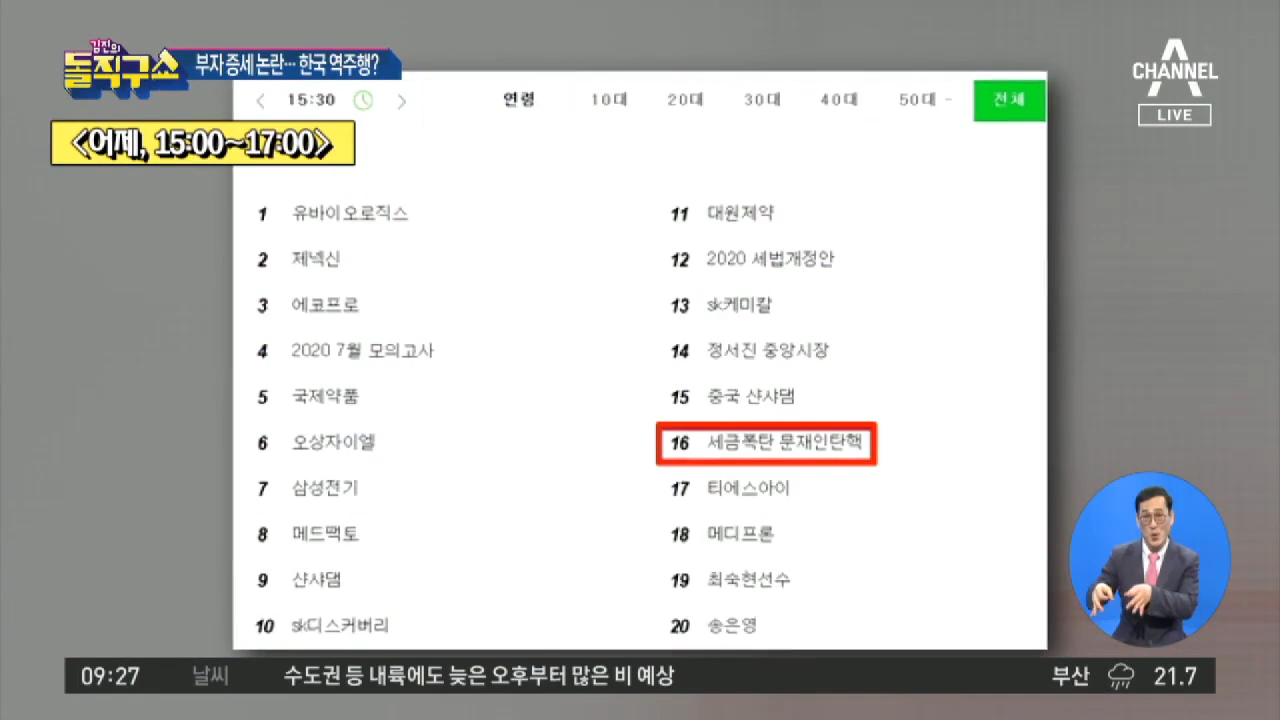 김진의
돌직구쇼
부자 증세 논란… 한국 역주행?
CHANNEL A
LIVE
<어제, 15:00~17:00>
15:30
연령 10대 20대 30대 40대 50대 - 전체
1 유바이오로직스
2 제넥신
3 에코프로
4 2020 7월 모의고사
5 국제약품
6 오상자이엘
7 삼성전기
8 메드팩토
9 샨샤댐
10 sk디스커버리
11 대원제약
12 2020 세법개정안
13 sk케미칼
14 정서진 중앙시장
15 중국 샨샤댐
16 세금폭탄 문재인탄핵
17 티에스아이
18 메디프론
19 최숙현선수
20 송은영
09:27 날씨 수도권 등 내륙에도 늦은 오후부터 많은 비 예상 부산 21.7